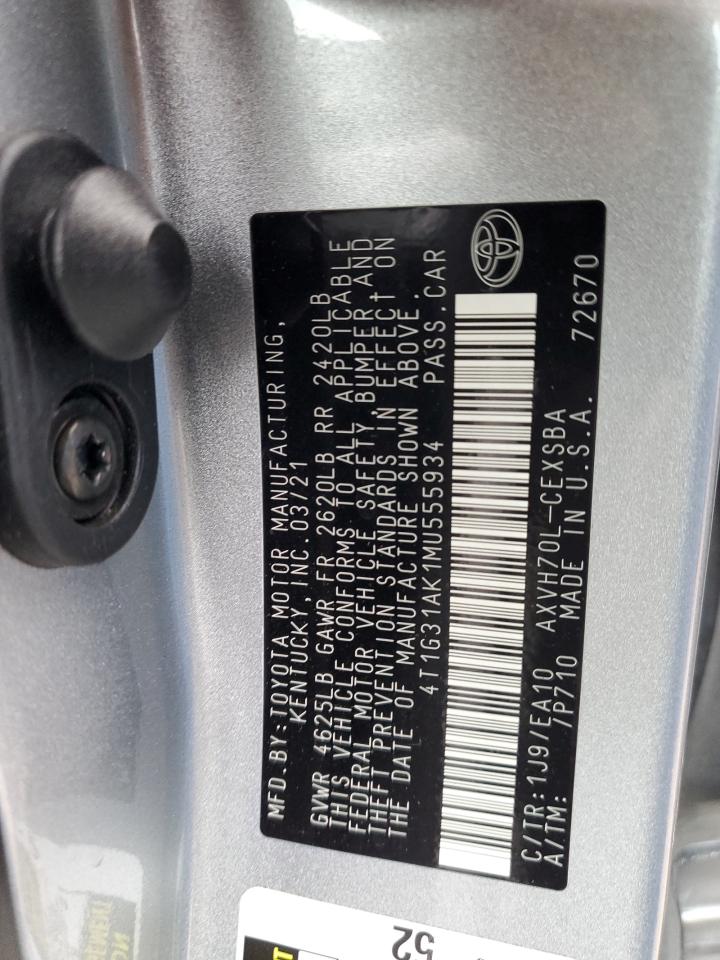 MFD.BY:TOYOTA MOTOR MANUFACTURING,
KENTUCKY, INC.03/21
GVWR 4625LB GAWR FR 2620LB RR 2420LB
THIS VEHICLE CONFORMS TO ALL APPLICABLE
FEDERAL MOTOR VEHICLE SAFETY, BUMPER, AND
THEFT PREVENTION STANDARDS IN EFFECT ON
THE DATE OF MANUFACTURE SHOWN ABOVE.
4T1G31AK1MU555934 PASS.CAR
C/TR:1J9/EA10 AXVH70L-CEXSBA
A/TM: /P710 MADE IN U.S.A. 72670
52